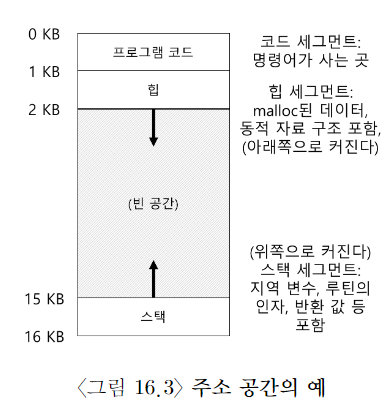 0 KB
프로그램 코드
코드 세그먼트:
명령어가 사는 곳
1 KB
힙
힙 세그먼트:
malloc된 데이터,
동적 자료 구조 포함,
(아래쪽으로 커진다)
2 KB
(빈 공간)
(위쪽으로 커진다)
스택 세그먼트:
지역 변수, 루틴의
인자, 반환 값 등
포함
15 KB
스택
16 KB
〈그림 16.3〉 주소 공간의 예